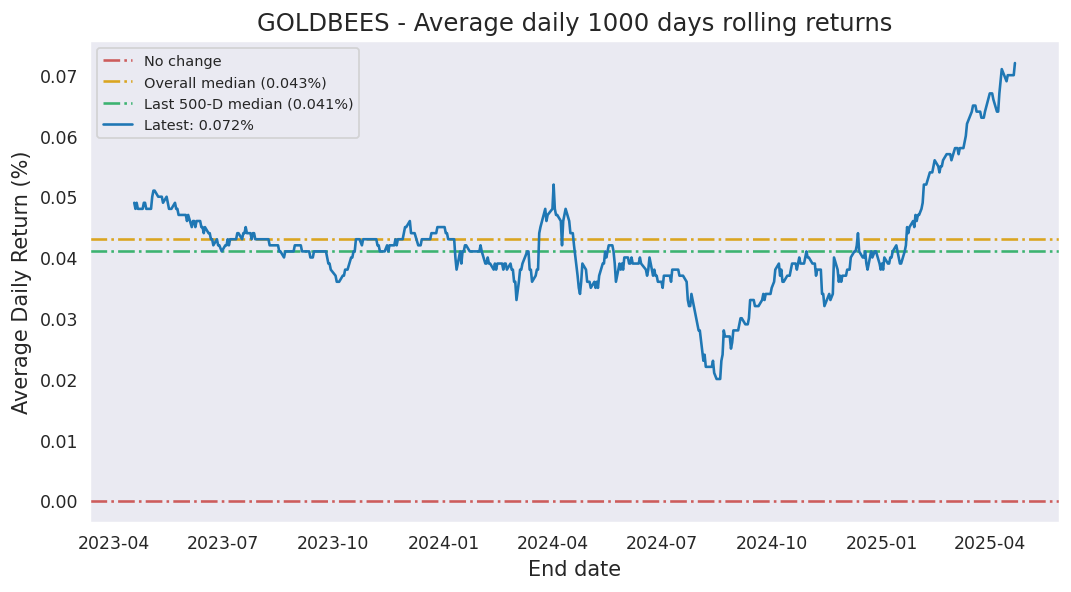 GOLDBEES - Average daily 1000 days rolling returns
No change
Overall median (0.043%)
Last 500-D median (0.041%)
Latest: 0.072%
Average Daily Return (%)
0.07
0.06
0.05
0.04
0.03
0.02
0.01
0.00
2023-04 2023-07 2023-10 2024-01 2024-04 2024-07 2024-10 2025-01 2025-04
End date